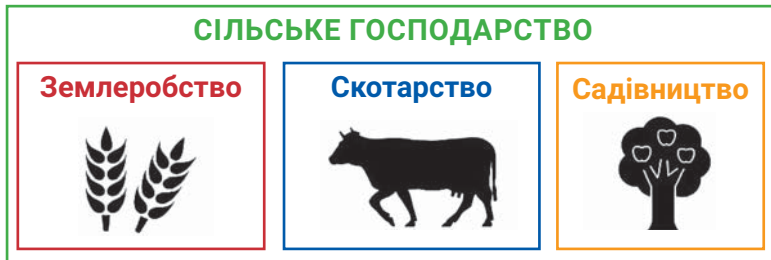 СІЛЬСЬКЕ ГОСПОДАРСТВО
Землеробство
Скотарство
Садівництво